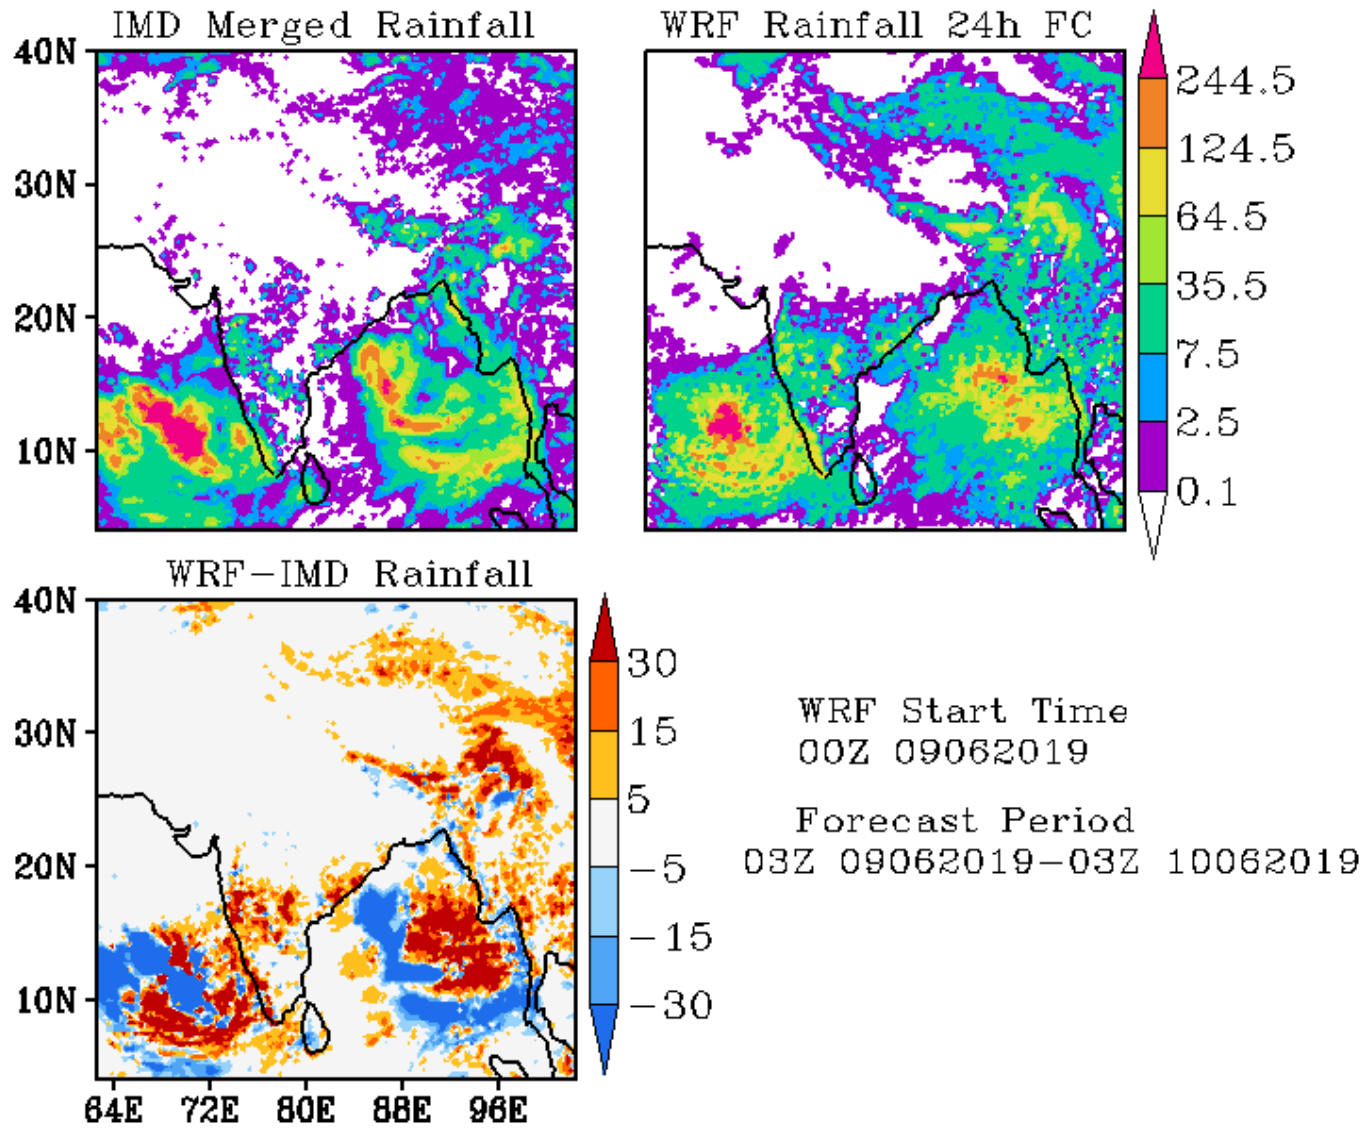 IMD Merged Rainfall
WRF Rainfall 24h FC
40N
30N
20N
10N
244.5
124.5
64.5
35.5
7.5
2.5
0.1
WRF-IMD Rainfall
40N
30N
20N
10N
64E 72E 80E 88E 96E
30
15
5
-5
-15
-30
WRF Start Time
00Z 09062019
Forecast Period
03Z 09062019-03Z 10062019